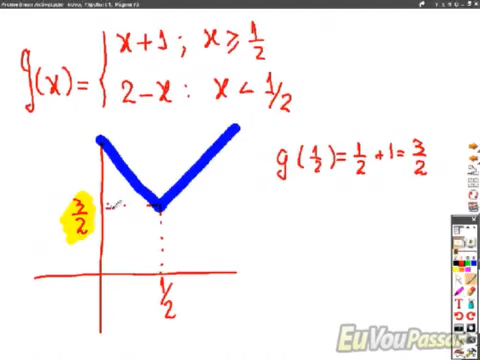 g(x) = { x + 1 ; x ≥ 1/2
2 - x : x < 1/2
g(1/2) = 1/2 + 1 = 3/2
3/2
1/2
EuVouPassar